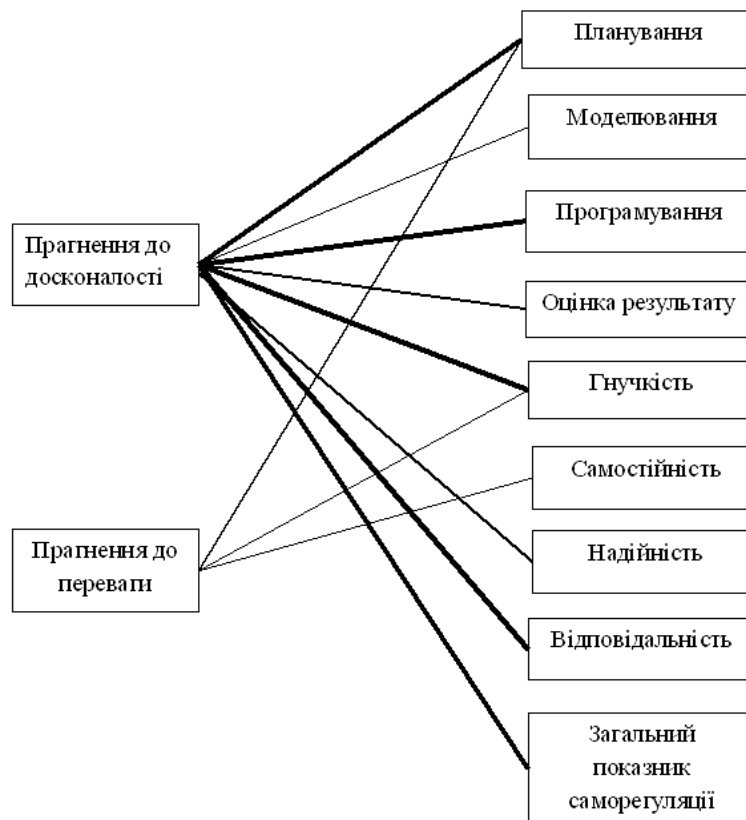 Планування
Моделювання
Програмування
Прагнення до
досконалості
Оцінка результату
Гнучкість
Самостійність
Прагнення до
переваги
Надійність
Відповідальність
Загальний
показник
саморегуляції